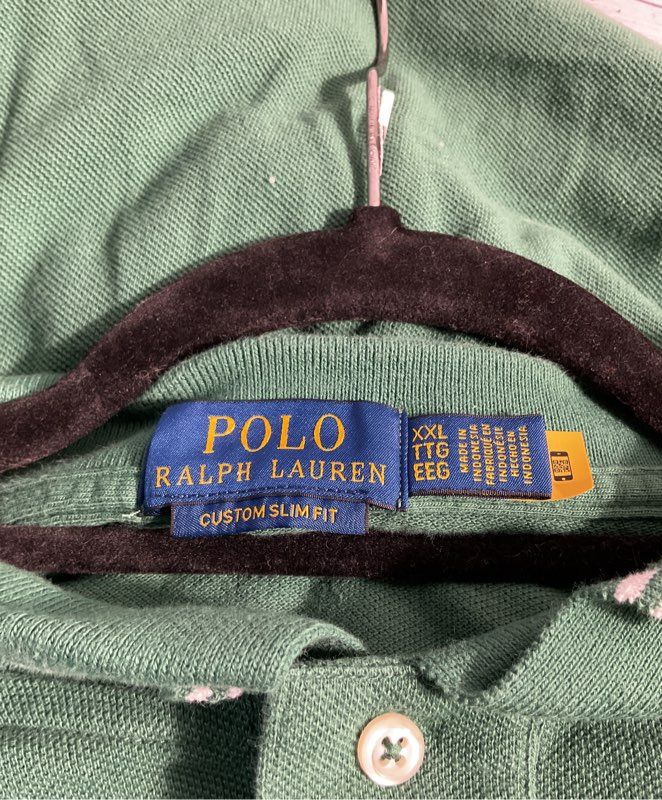 POLO
RALPH LAUREN
CUSTOM SLIM FIT
XXL
TTG
EEG
MADE IN
INDONESIA
FABRIQUÉ EN
INDONÉSIE
HECHO EN
INDONESIA